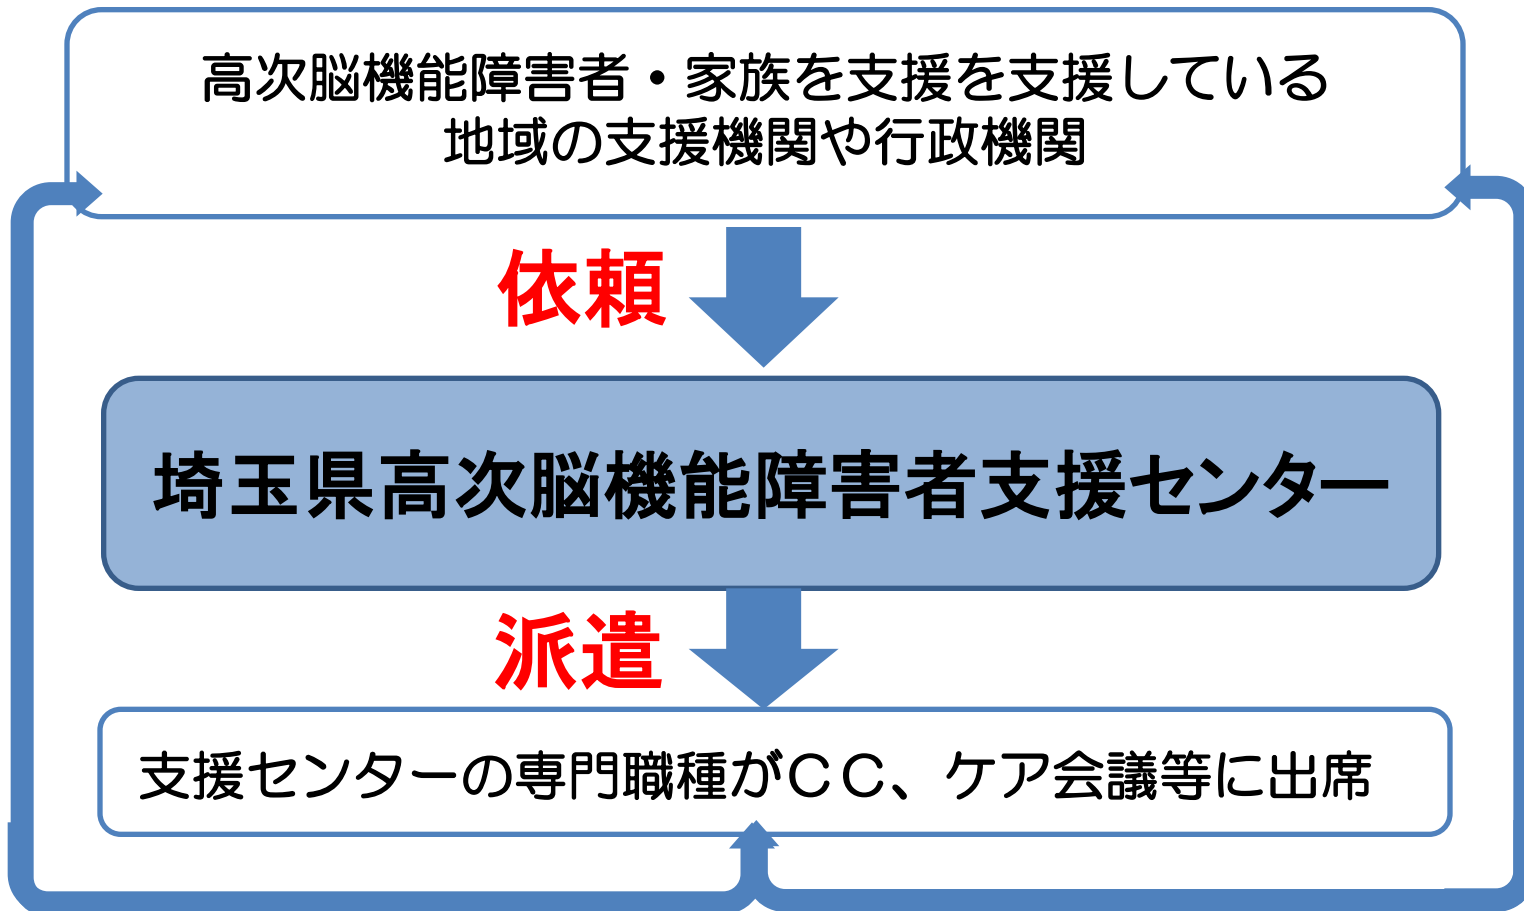 高次脳機能障害者・家族を支援を支援している
地域の支援機関や行政機関
依頼
埼玉県高次脳機能障害者支援センター
派遣
支援センターの専門職種がＣＣ、ケア会議等に出席